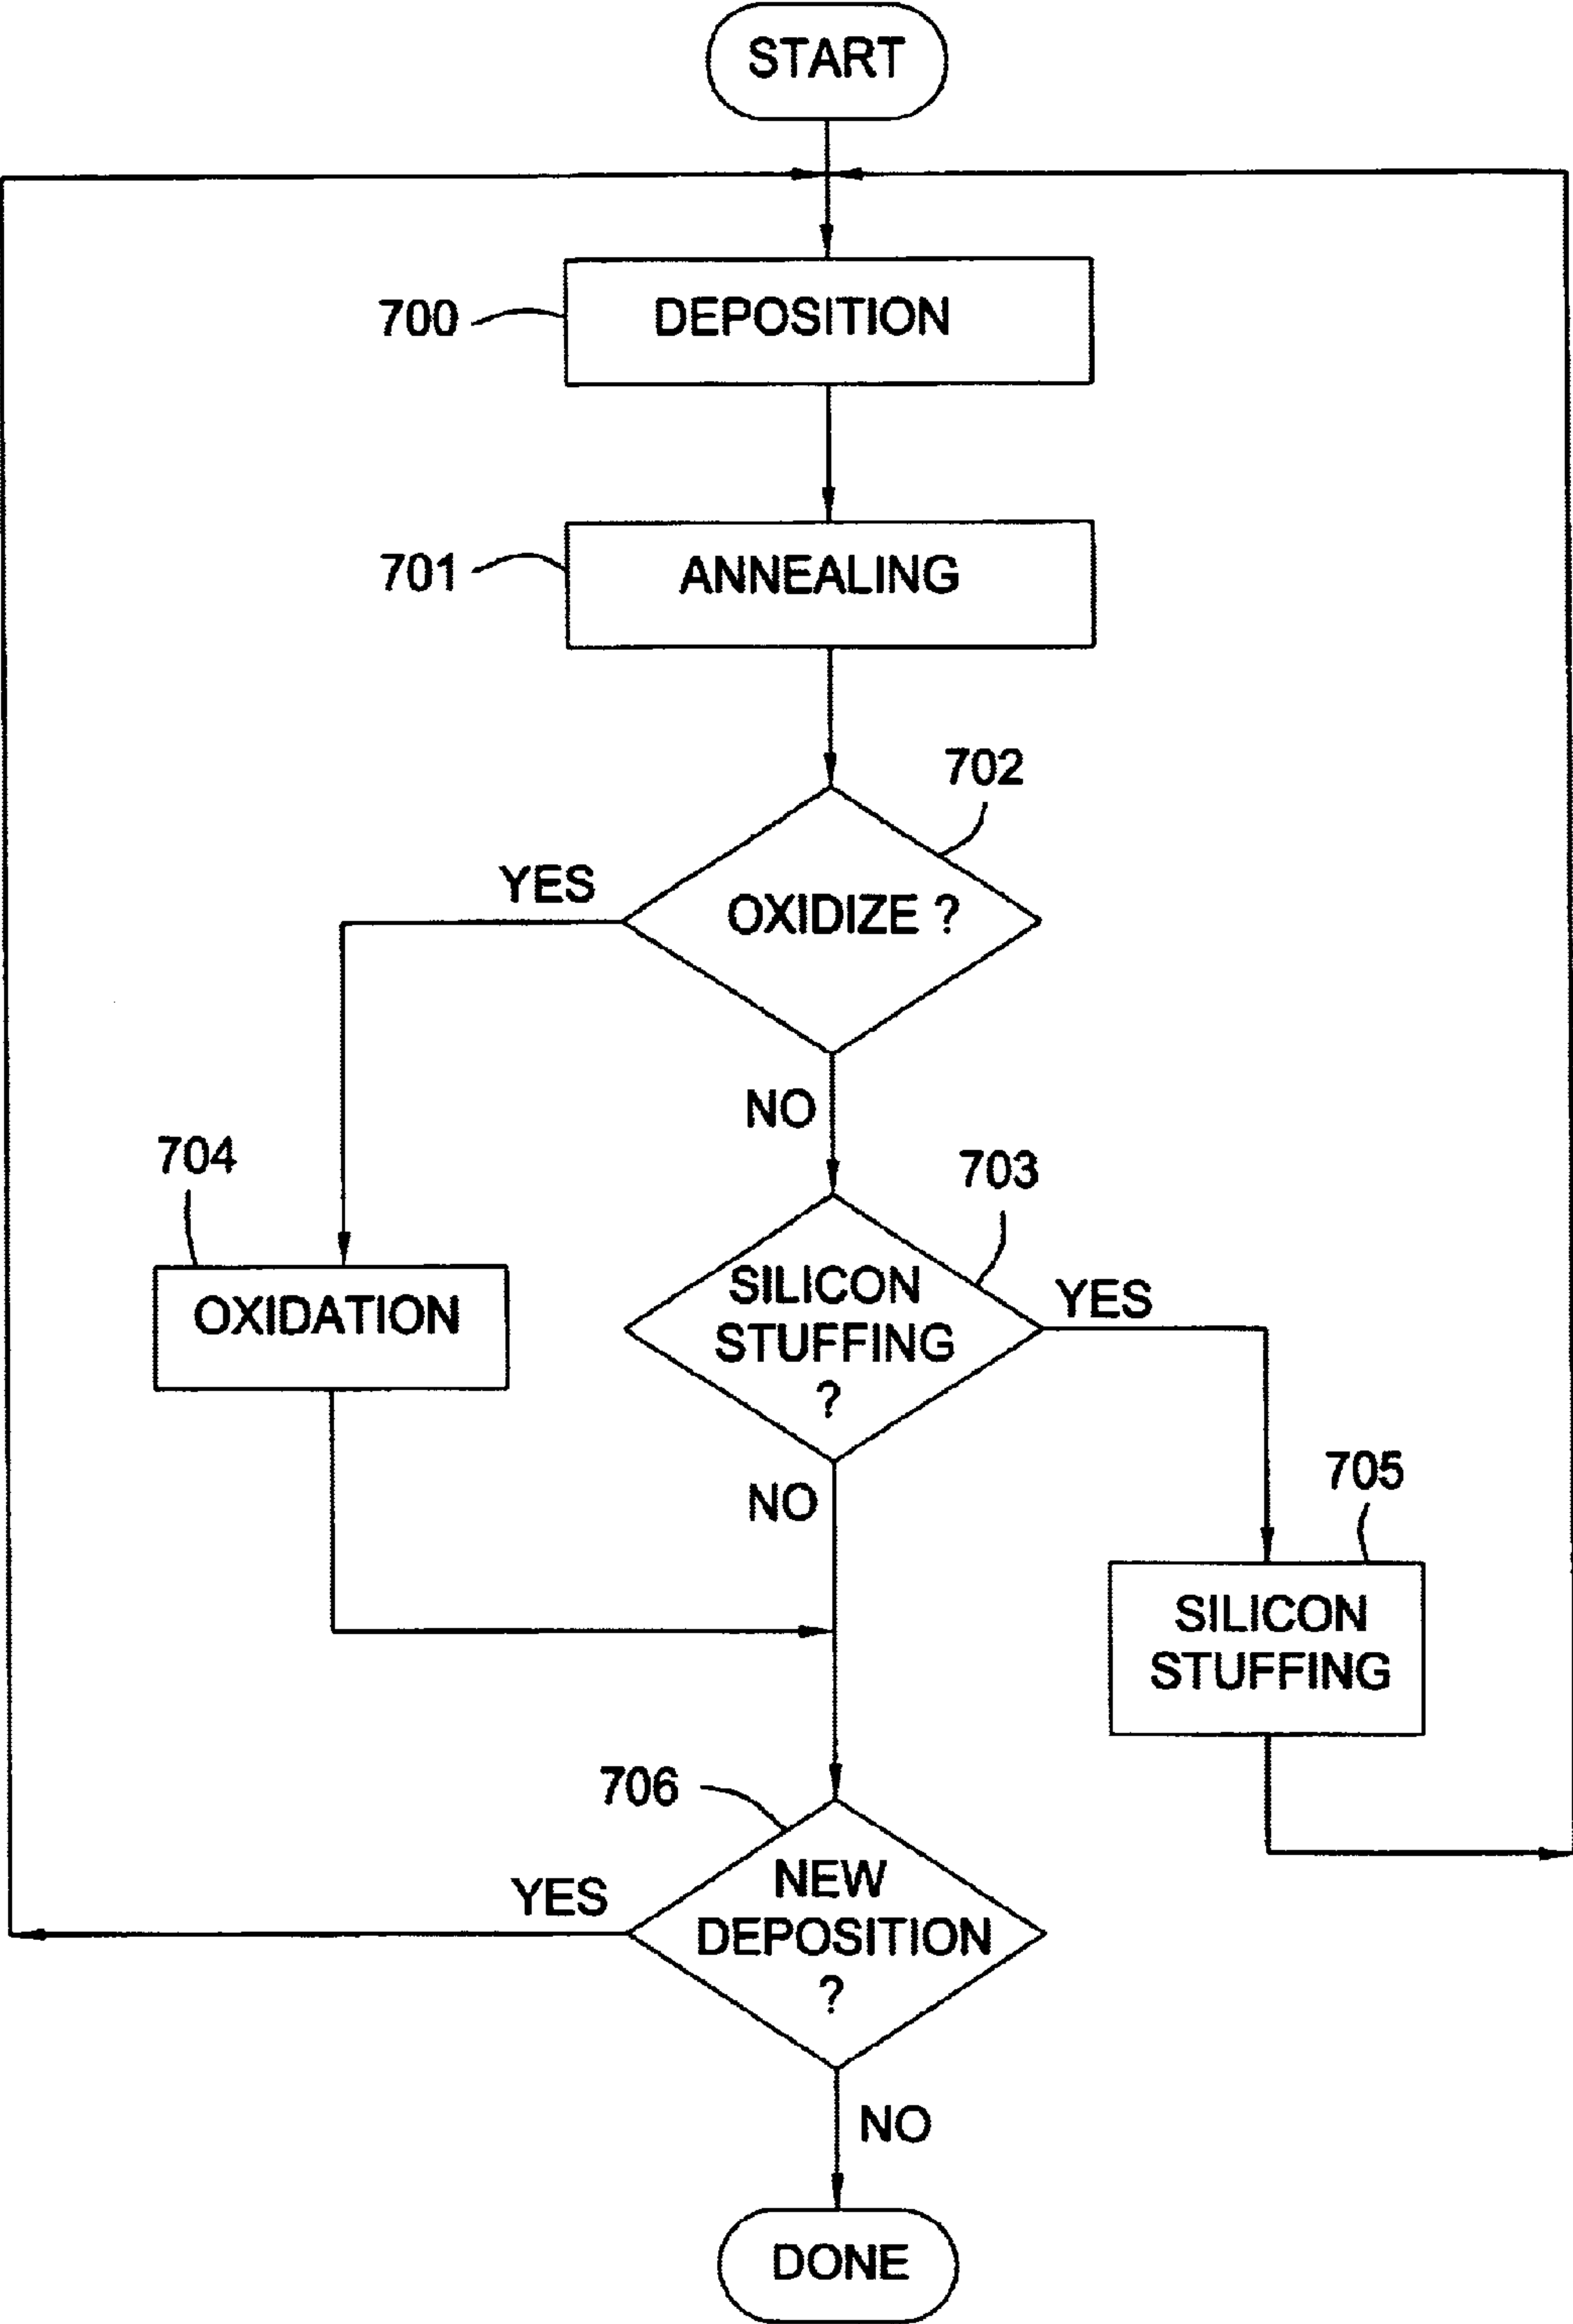 START
700
DEPOSITION
701
ANNEALING
702
YES
OXIDIZE ?
NO
704
703
OXIDATION
SILICON
STUFFING
?
YES
NO
705
SILICON
STUFFING
706
YES
NEW
DEPOSITION
?
NO
DONE